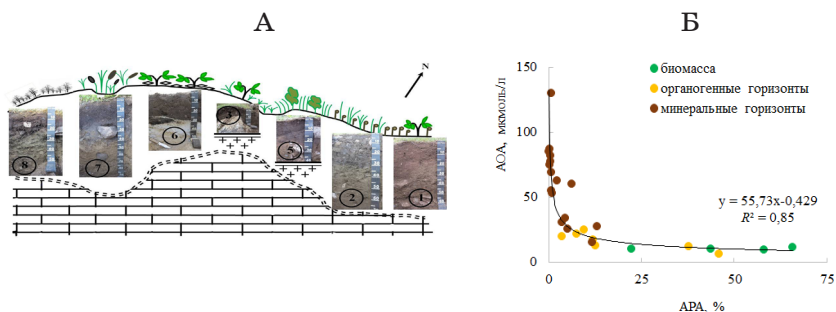 А
Б
N
3
6
5
8
7
2
1
150
100
50
0
АОА, мкмоль/л
биомасса
органогенные горизонты
минеральные горизонты
y = 55,73x-0,429
R² = 0,85
0
25
50
75
АРА, %